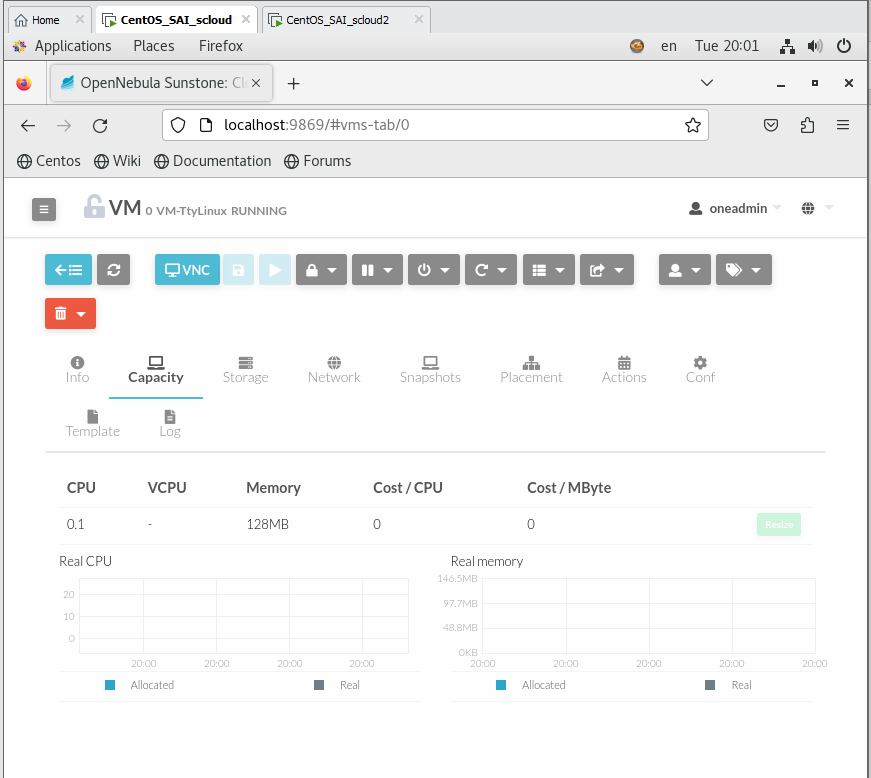 Home CentOS_SAI_scloud CentOS_SAI_scloud2
Applications Places Firefox en Tue 20:01
OpenNebula Sunstone: Cl
localhost:9869/#vms-tab/0
Centos Wiki Documentation Forums
VM 0 VM-TtyLinux RUNNING oneadmin
VNC
Info Capacity Storage Network Snapshots Placement Actions Conf
Template Log
CPU VCPU Memory Cost / CPU Cost / MByte
0.1 - 128MB 0 0 Resize
Real CPU Real memory
146.5MB
20 97.7MB
10 48.8MB
0 0KB
20:00 20:00 20:00 20:00 20:00 20:00 20:00 20:00 20:00
Allocated Real Allocated Real